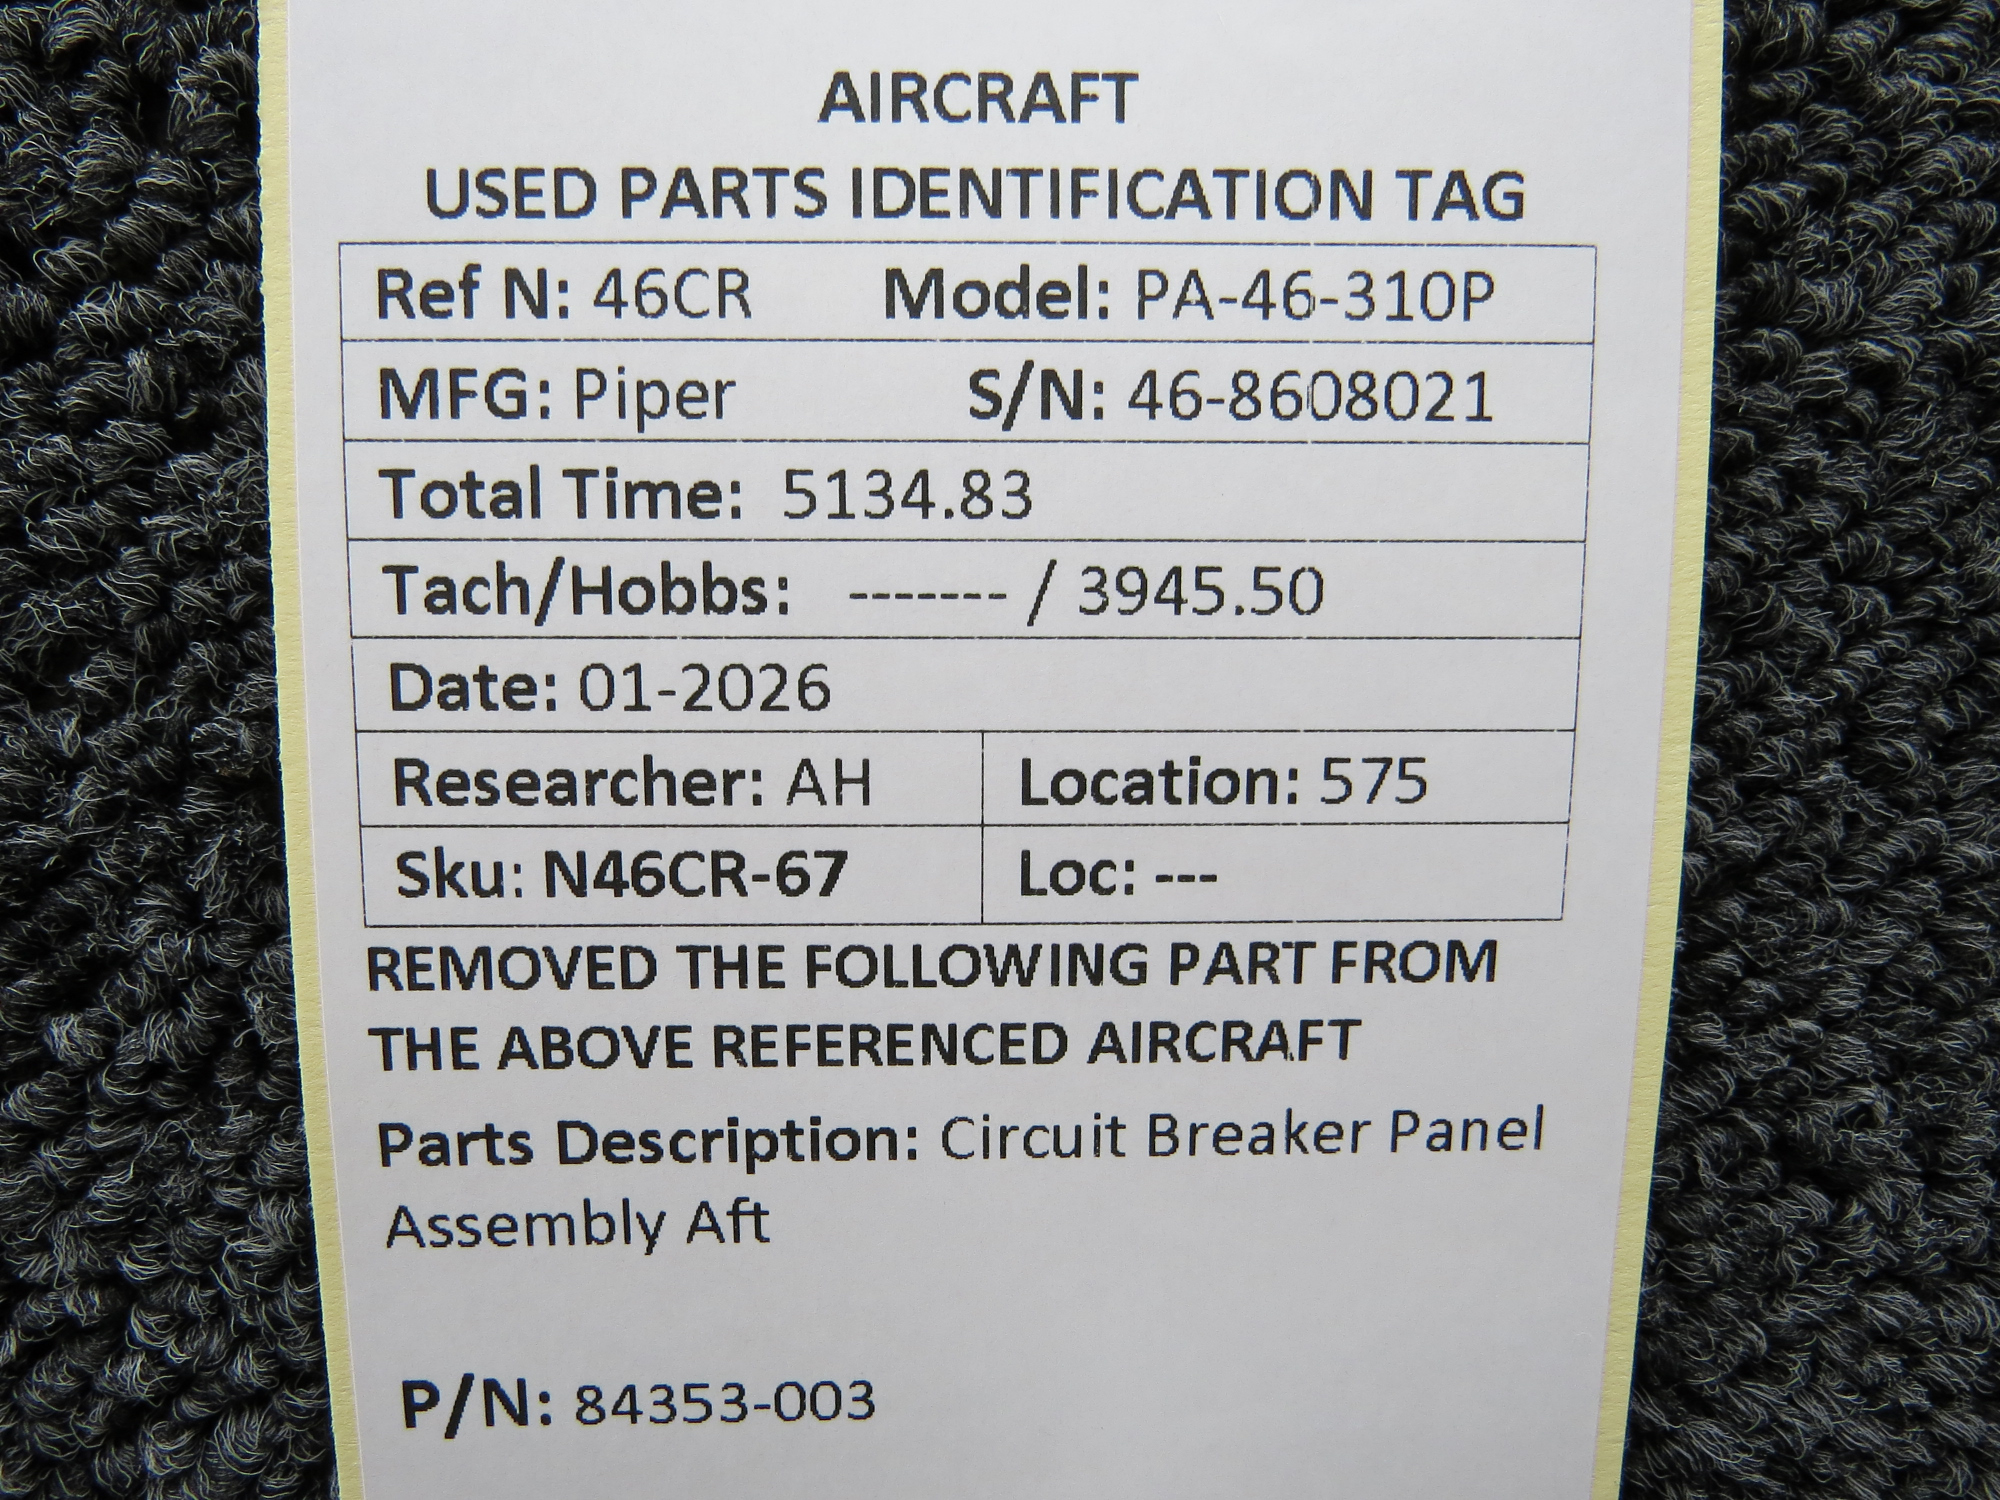 AIRCRAFT
USED PARTS IDENTIFICATION TAG
Ref N: 46CR Model: PA-46-310P
MFG: Piper S/N: 46-8608021
Total Time: 5134.83
Tach/Hobbs: ------- / 3945.50
Date: 01-2026
Researcher: AH Location: 575
Sku: N46CR-67 Loc: ---
REMOVED THE FOLLOWING PART FROM
THE ABOVE REFERENCED AIRCRAFT
Parts Description: Circuit Breaker Panel
Assembly Aft
P/N: 84353-003